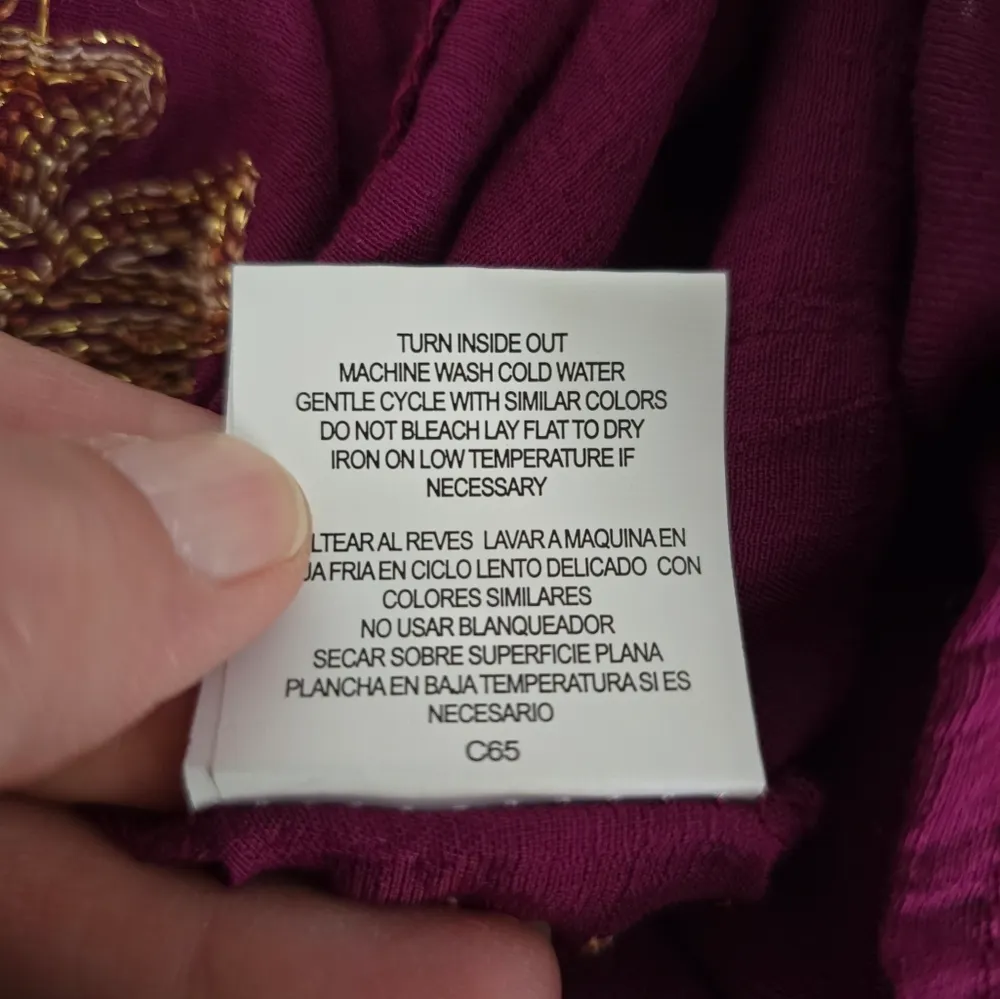 TURN INSIDE OUT
MACHINE WASH COLD WATER
GENTLE CYCLE WITH SIMILAR COLORS
DO NOT BLEACH LAY FLAT TO DRY
IRON ON LOW TEMPERATURE IF
NECESSARY
AL REVES LAVAR A MAQUINA EN
FRIA EN CICLO LENTO DELICADO CON
COLORES SIMILARES
NO USAR BLANQUEADOR
SECAR SOBRE SUPERFICIE PLANA
PLANCHA EN BAJA TEMPERATURA SI ES
NECESARIO
C65